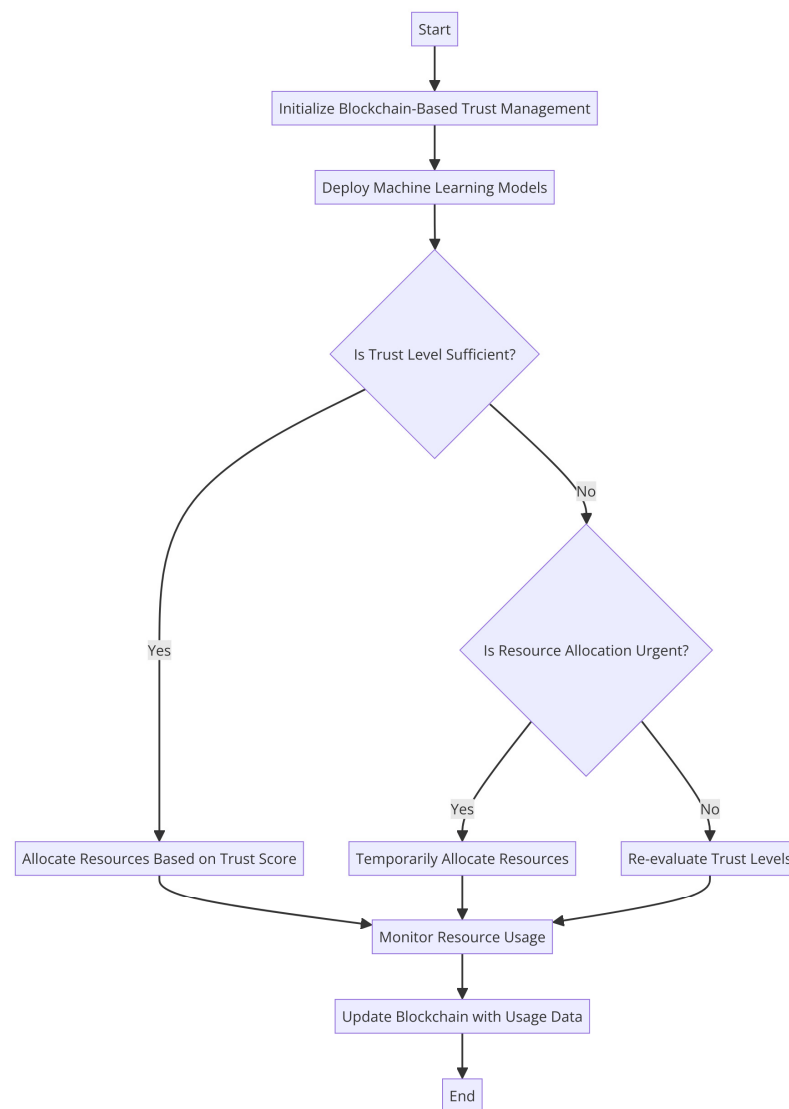 Start
Initialize Blockchain-Based Trust Management
Deploy Machine Learning Models
Is Trust Level Sufficient?
No
Yes
Is Resource Allocation Urgent?
Yes
No
Allocate Resources Based on Trust Score
Temporarily Allocate Resources
Re-evaluate Trust Levels
Monitor Resource Usage
Update Blockchain with Usage Data
End